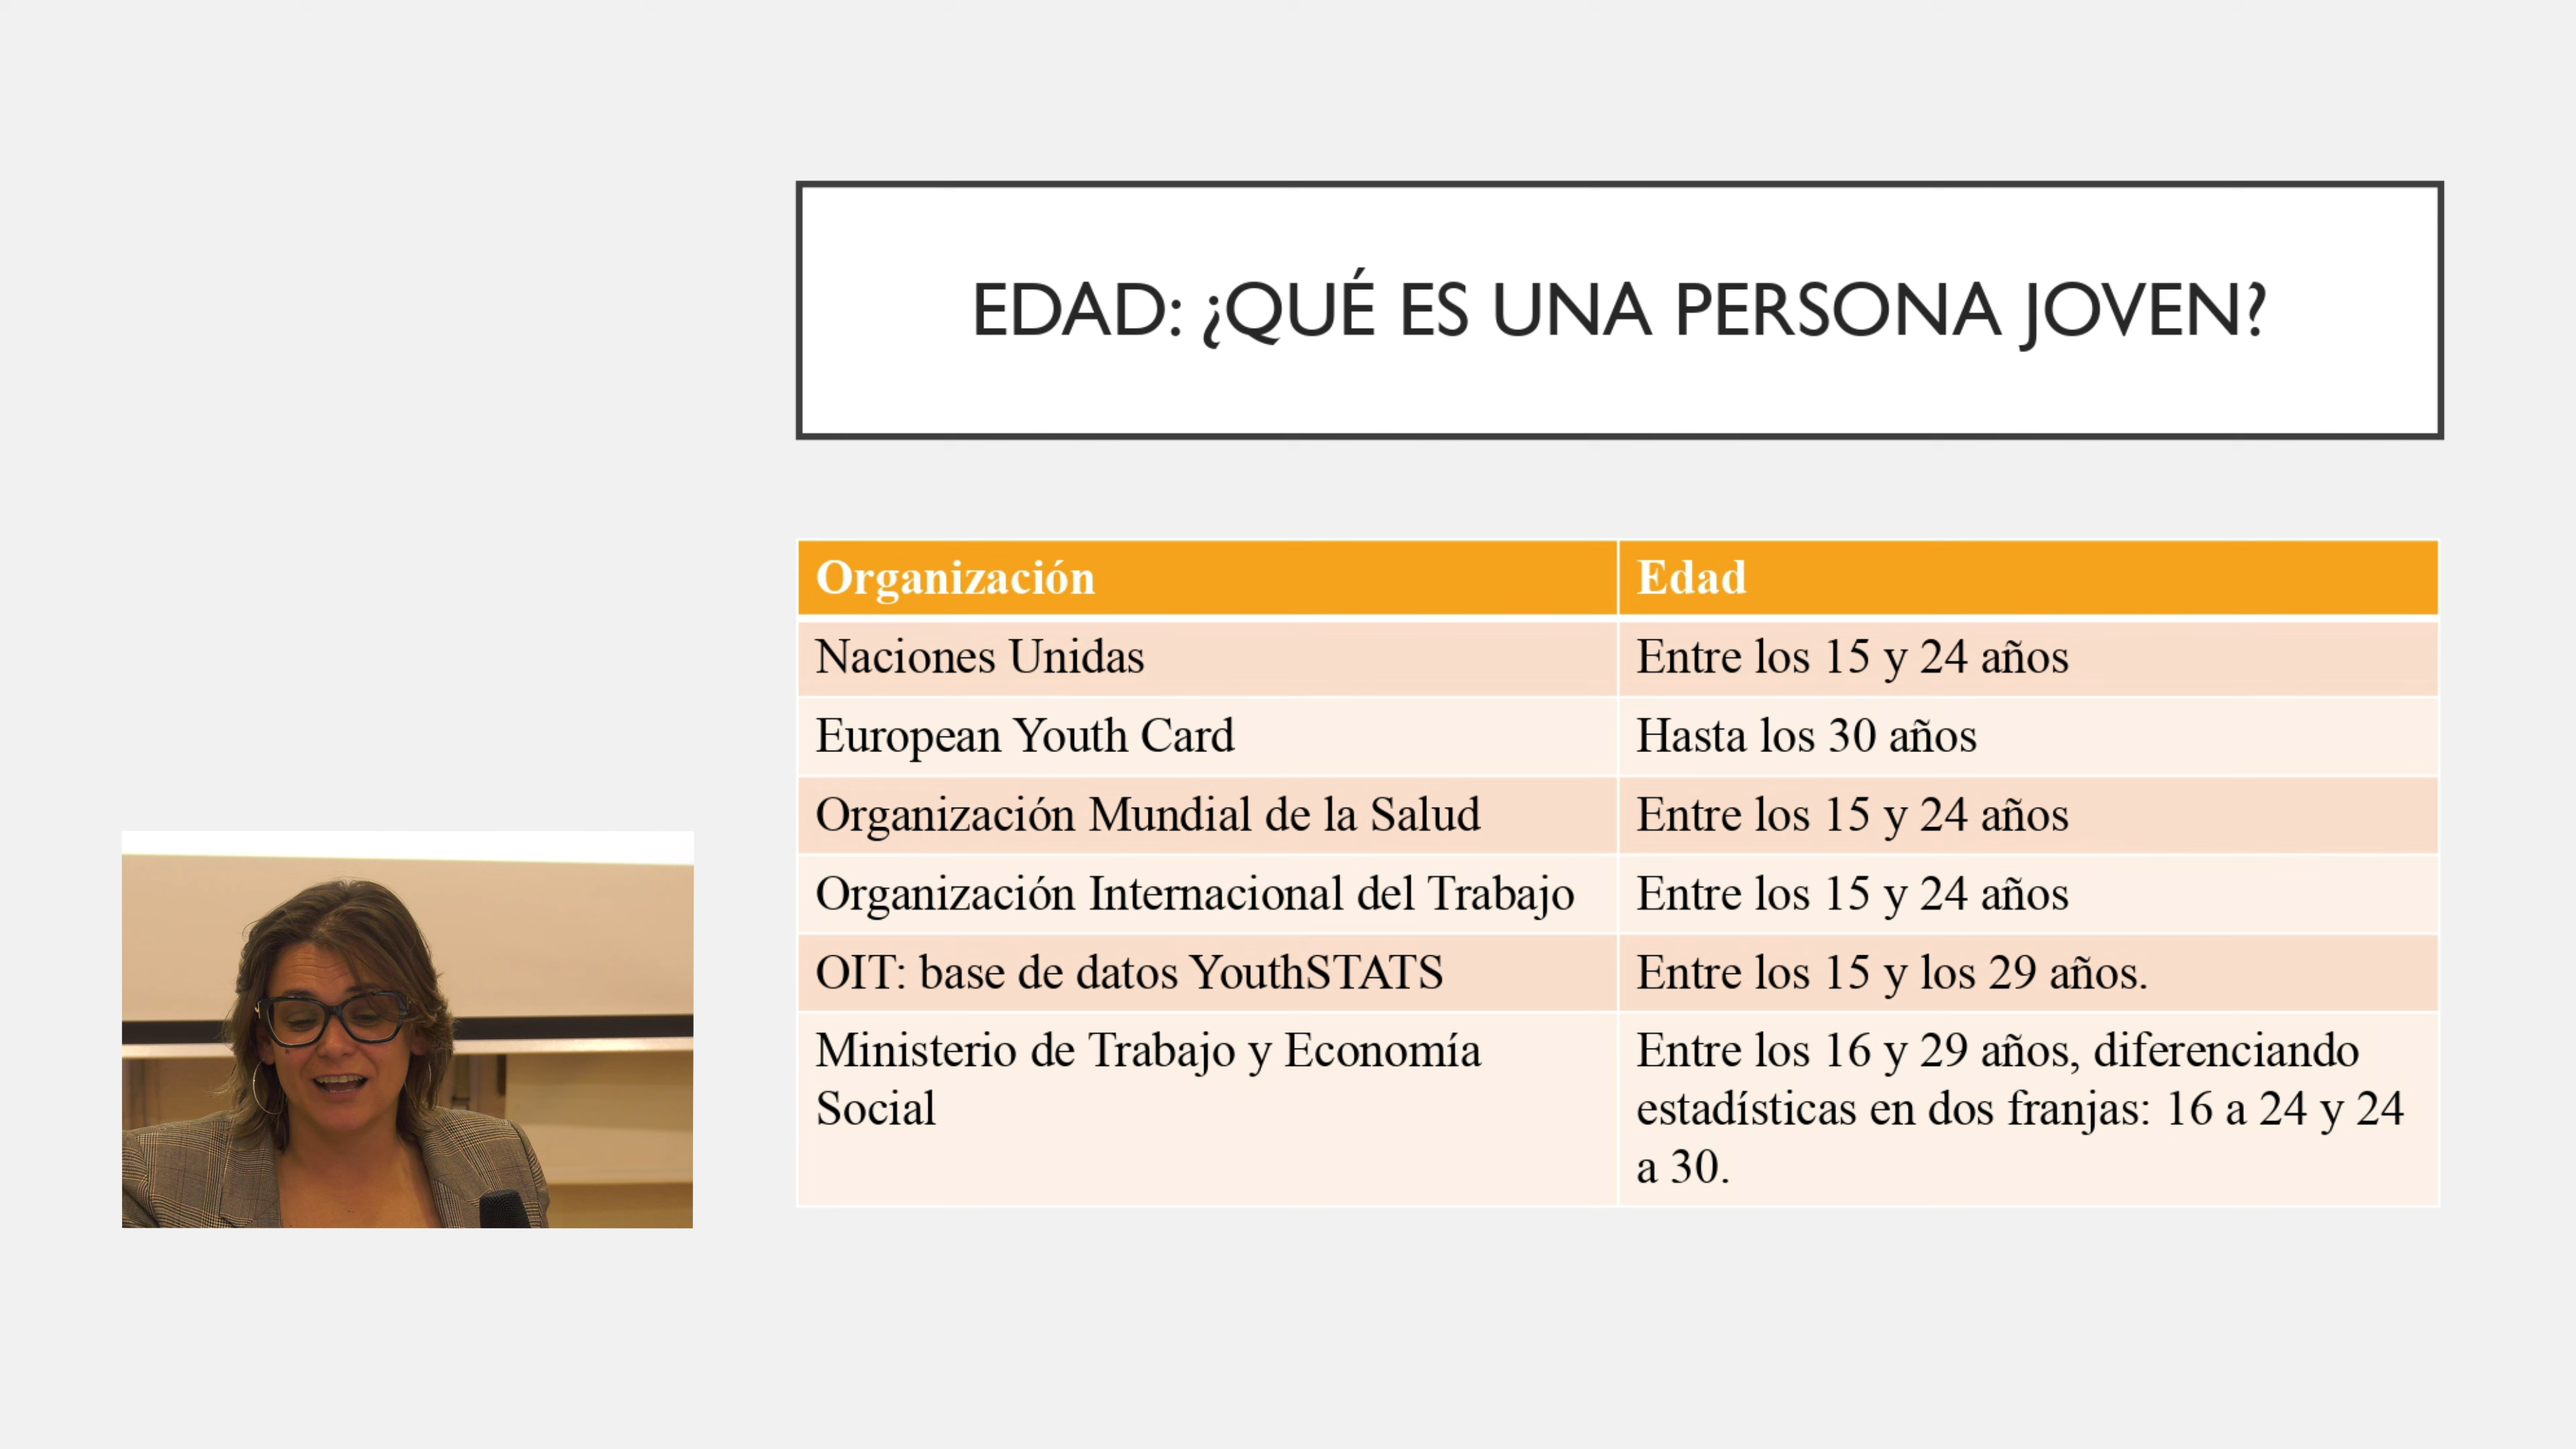 EDAD: ¿QUÉ ES UNA PERSONA JOVEN?
Organización
Edad
Naciones Unidas
Entre los 15 y 24 años
European Youth Card
Hasta los 30 años
Organización Mundial de la Salud
Entre los 15 y 24 años
Organización Internacional del Trabajo
Entre los 15 y 24 años
OIT: base de datos YouthSTATS
Entre los 15 y los 29 años.
Ministerio de Trabajo y Economía
Social
Entre los 16 y 29 años, diferenciando
estadísticas en dos franjas: 16 a 24 y 24
a 30.